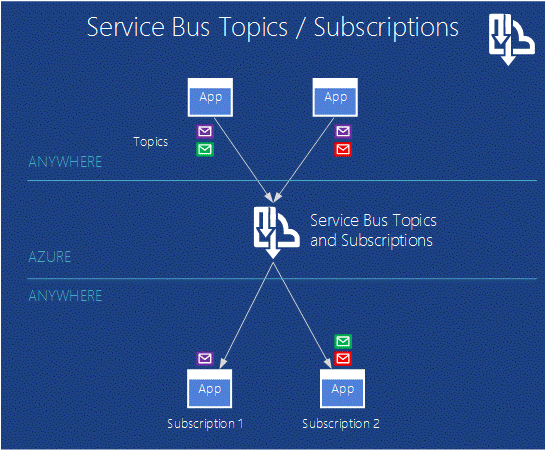 Service Bus Topics / Subscriptions
App
App
Topics
ANYWHERE
Service Bus Topics
and Subscriptions
AZURE
ANYWHERE
App
App
Subscription 1
Subscription 2